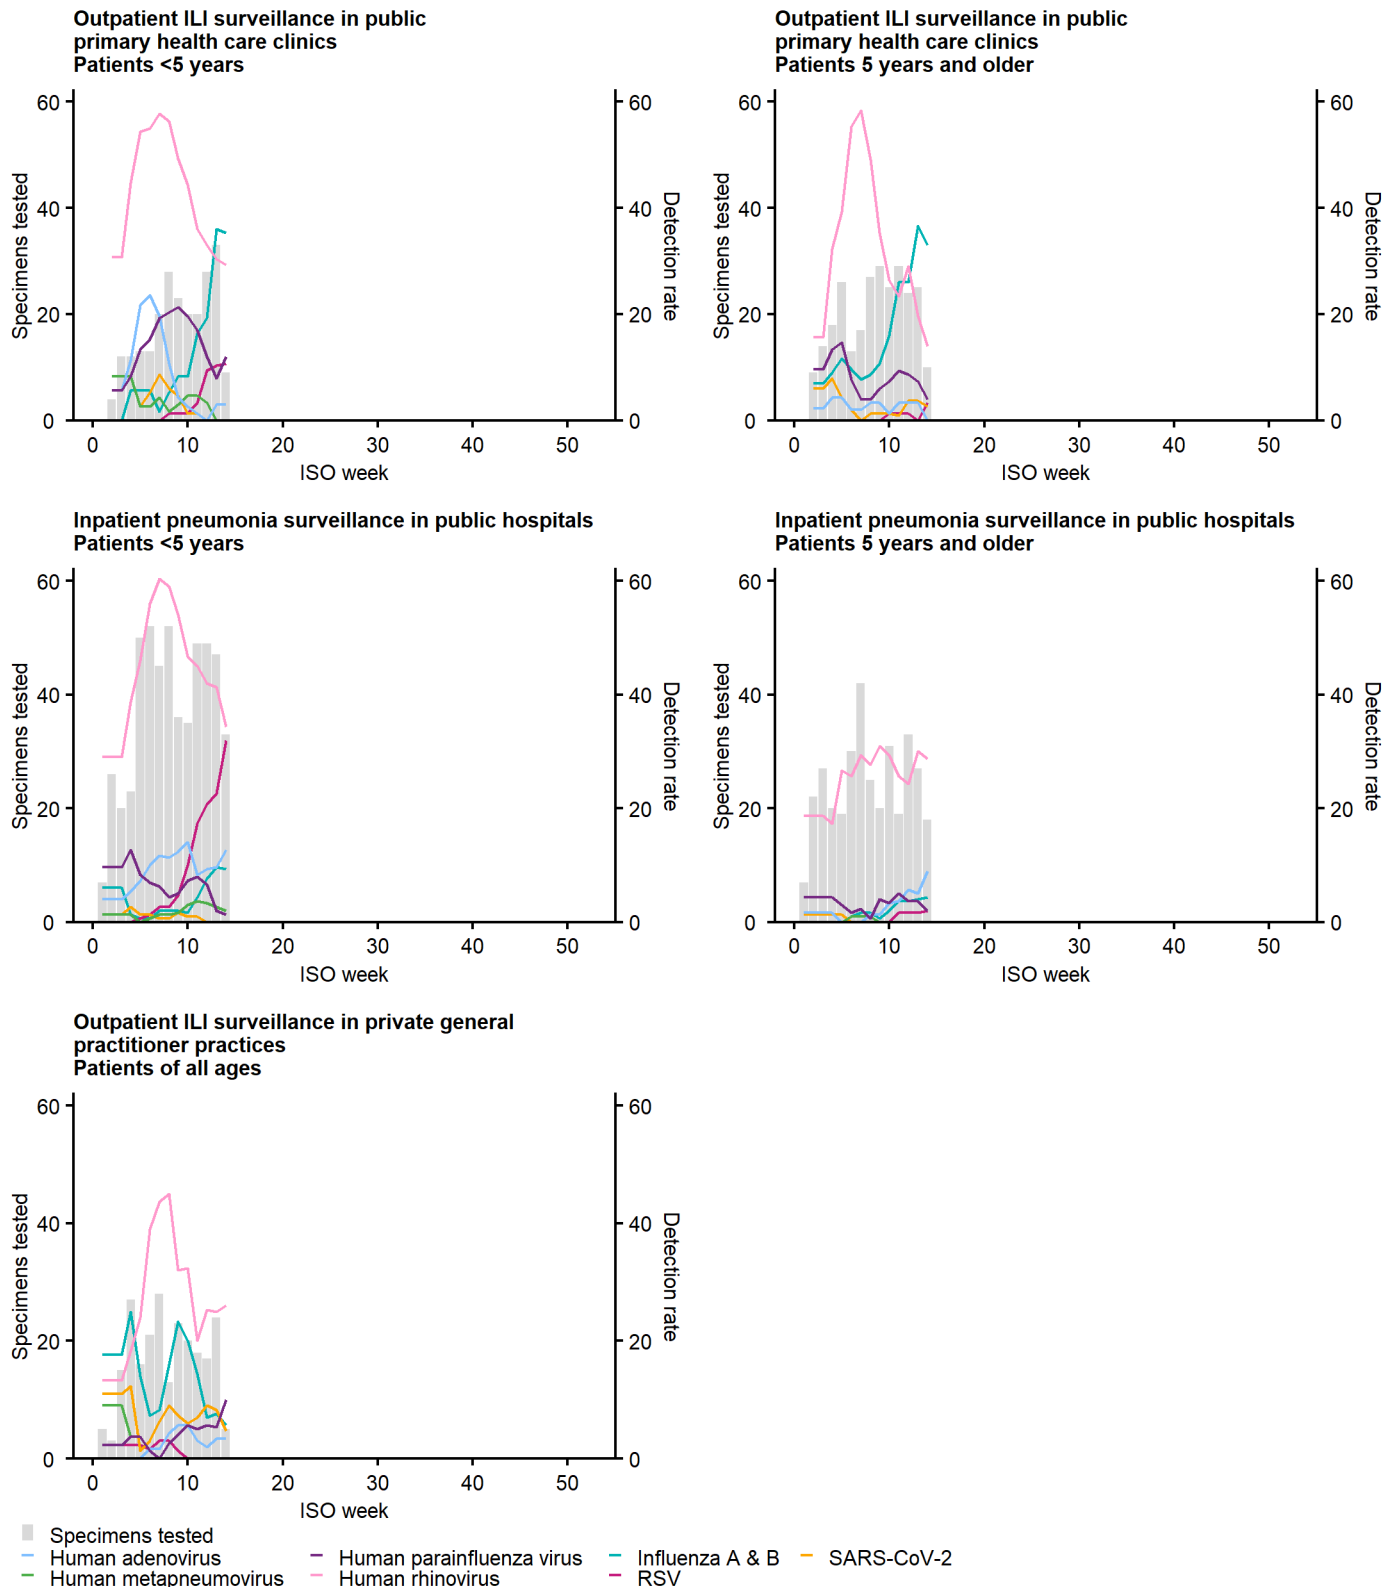 Outpatient ILI surveillance in public
primary health care clinics
Patients <5 years
60
40
20
0
Specimens tested
60
40
20
0
Detection rate
0 10 20 30 40 50
ISO week
Outpatient ILI surveillance in public
primary health care clinics
Patients 5 years and older
60
40
20
0
Specimens tested
60
40
20
0
Detection rate
0 10 20 30 40 50
ISO week
Inpatient pneumonia surveillance in public hospitals
Patients <5 years
60
40
20
0
Specimens tested
60
40
20
0
Detection rate
0 10 20 30 40 50
ISO week
Inpatient pneumonia surveillance in public hospitals
Patients 5 years and older
60
40
20
0
Specimens tested
60
40
20
0
Detection rate
0 10 20 30 40 50
ISO week
Outpatient ILI surveillance in private general
practitioner practices
Patients of all ages
60
40
20
0
Specimens tested
60
40
20
0
Detection rate
0 10 20 30 40 50
ISO week
Specimens tested
Human adenovirus Human parainfluenza virus Influenza A & B SARS-CoV-2
Human metapneumovirus Human rhinovirus RSV